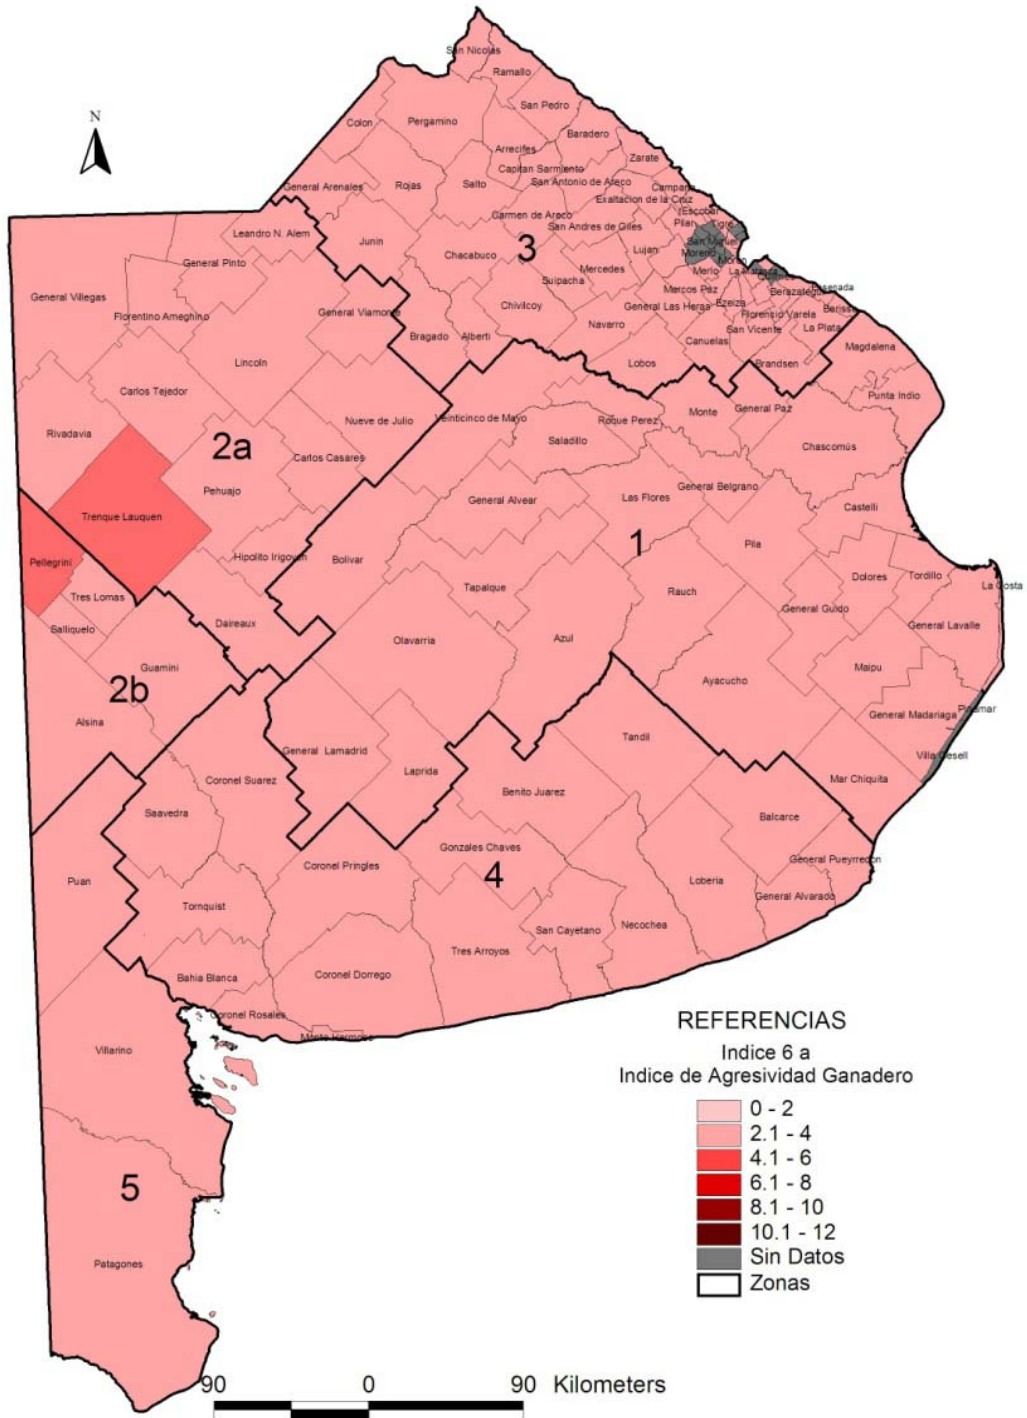 San Nicolas
Ramallo
San Pedro
N
Colon
Pergamino
Baradero
Arrecifes
Zarate
Capitan Sarmiento
General Arenales
Rojas
Salto
San Antonio de Areco
Campana
Exaltacion de la Cruz
Escobar
Carmen de Areco
Pilar
Tigre
Leandro N. Alem
Junin
3
San Andres de Giles
San Miguel
Chacabuco
Lujan
Moreno
General Pinto
Mercedes
Moron
Merlo
La Matanza
Suipacha
Marcos Paz
Berazategui
Ensenada
General Villegas
Chivilcoy
General Las Heras
Ezeiza
Florentino Ameghino
General Viamonte
Navarro
Florencio Varela
Berisso
San Vicente
La Plata
Bragado
Alberti
Canuelas
Magdalena
Lincoln
Lobos
Brandsen
Carlos Tejedor
Punta Indio
Rivadavia
Nueve de Julio
Veinticinco de Mayo
Roque Perez
Monte
General Paz
2a
Saladillo
Chascomús
Carlos Casares
Pehuajo
General Alvear
Las Flores
General Belgrano
Trenque Lauquen
Castelli
1
Pila
Pellegrini
Hipolito Irigoyen
Bolivar
Tres Lomas
Tapalque
Rauch
Dolores
Tordillo
La Costa
Salliquelo
Daireaux
General Guido
General Lavalle
Olavarria
Azul
Guamini
Maipu
2b
Ayacucho
Alsina
General Madariaga
Pinamar
General Lamadrid
Tandil
Villa Gesell
Coronel Suarez
Laprida
Mar Chiquita
Benito Juarez
Saavedra
Balcarce
Gonzales Chaves
Coronel Pringles
General Pueyrredon
Puan
4
Loberia
General Alvarado
Tornquist
San Cayetano
Necochea
Tres Arroyos
Bahia Blanca
Coronel Dorrego
Coronel Rosales
Monte Hermoso
Villarino
5
Patagones
REFERENCIAS
Indice 6 a
Indice de Agresividad Ganadero
0 - 2
2.1 - 4
4.1 - 6
6.1 - 8
8.1 - 10
10.1 - 12
Sin Datos
Zonas
90 0 90 Kilometers